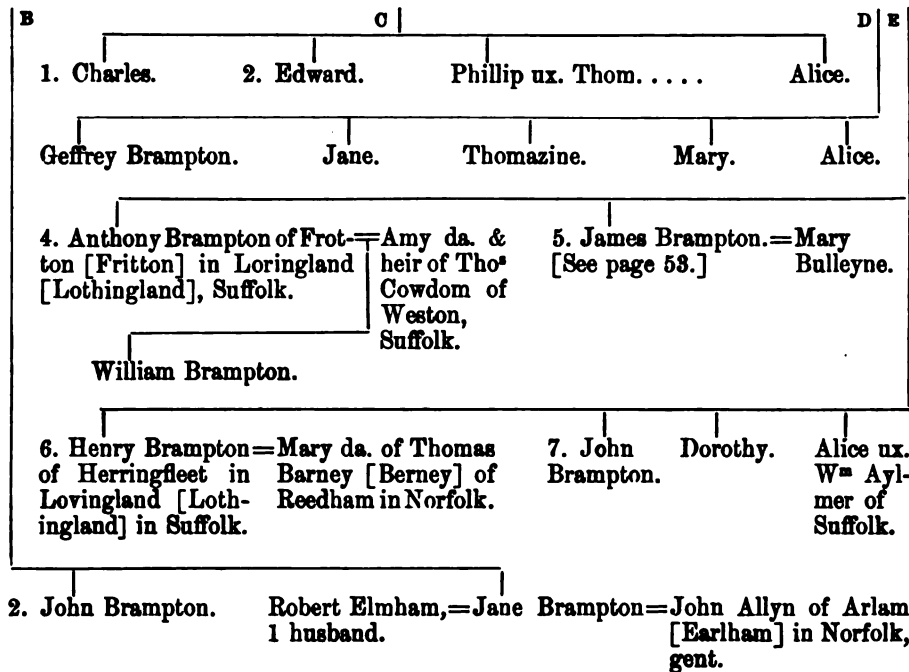 B C D E
1. Charles. 2. Edward. Phillip ux. Thom. . . . . Alice.
Geffrey Brampton. Jane. Thomazine. Mary. Alice.
4. Anthony Brampton of Frot-=Amy da. & 5. James Brampton.=Mary
ton [Fritton] in Loringland heir of Thoˢ [See page 53.] Bulleyne.
[Lothingland], Suffolk. Cowdom of
Weston,
Suffolk.
William Brampton.
6. Henry Brampton=Mary da. of Thomas 7. John Dorothy. Alice ux.
of Herringfleet in Barney [Berney] of Brampton. Wᵐ Ayl-
Lovingland [Loth- Reedham in Norfolk. mer of
ingland] in Suffolk. Suffolk.
2. John Brampton. Robert Elmham,=Jane Brampton=John Allyn of Arlam
1 husband. [Earlham] in Norfolk,
gent.